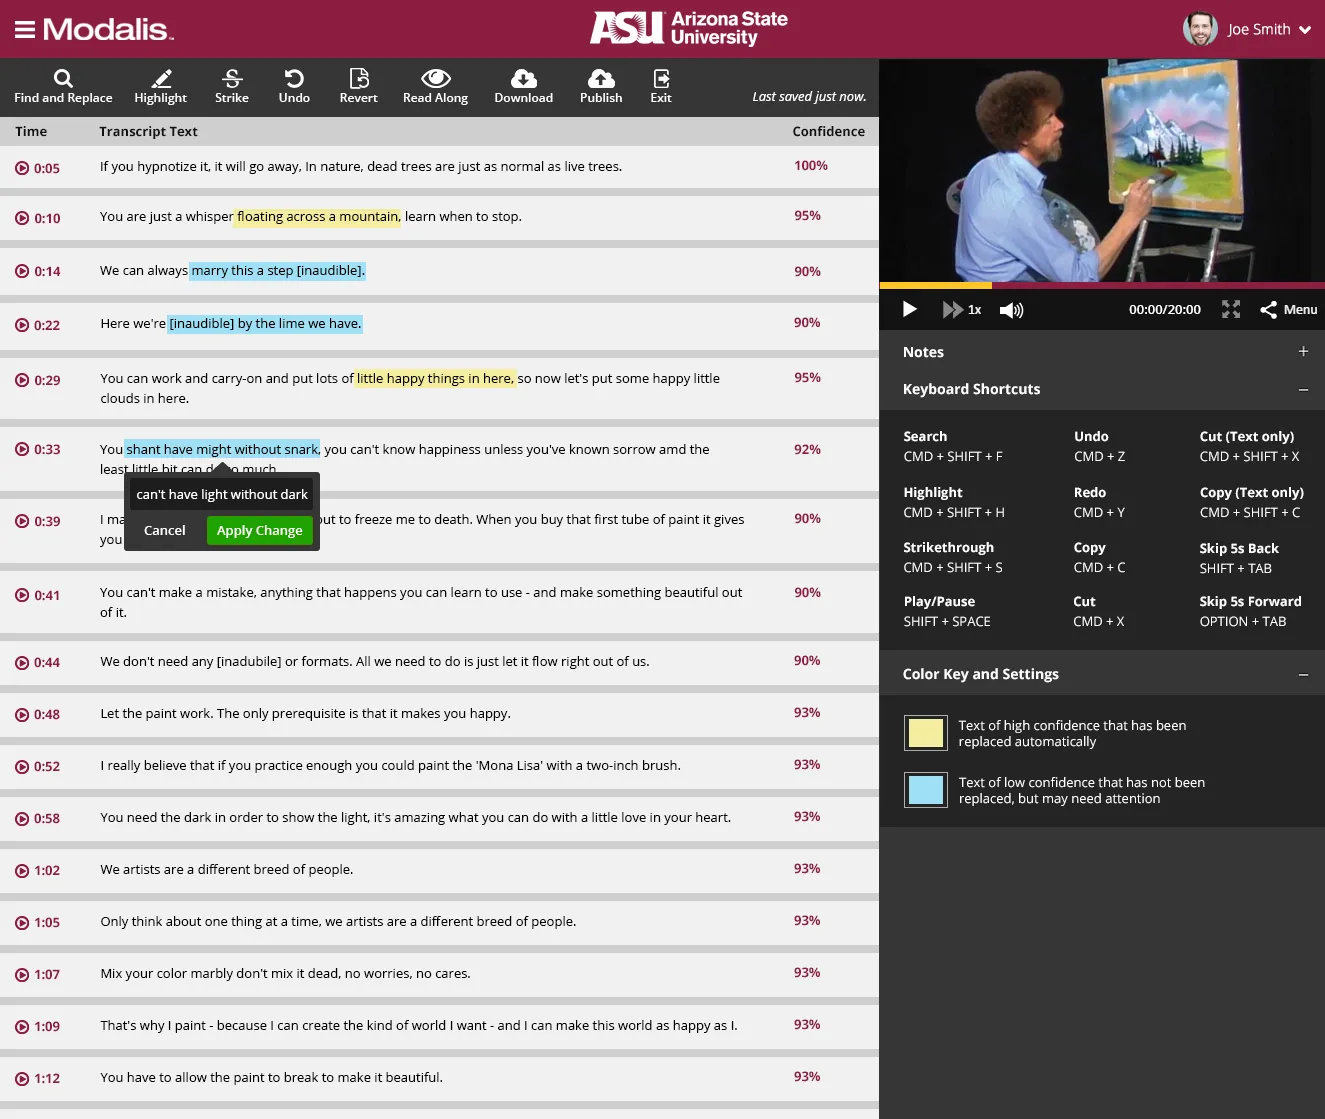 Modalis™
ASU Arizona State University
Joe Smith
Find and Replace
Highlight
Strike
Undo
Revert
Read Along
Download
Publish
Exit
Last saved just now.
Time Transcript Text Confidence
0:05 If you hypnotize it, it will go away, In nature, dead trees are just as normal as live trees. 100%
0:10 You are just a whisper floating across a mountain, learn when to stop. 95%
0:14 We can always marry this a step [inaudible]. 90%
0:22 Here we're [inaudible] by the lime we have. 90%
0:29 You can work and carry-on and put lots of little happy things in here, so now let's put some happy little 95%
clouds in here.
0:33 You shant have might without snark, you can't know happiness unless you've known sorrow amd the 92%
least little bit can do so much.
can't have light without dark
Cancel Apply Change
0:39 I ma out to freeze me to death. When you buy that first tube of paint it gives 90%
you
0:41 You can't make a mistake, anything that happens you can learn to use - and make something beautiful out 90%
of it.
0:44 We don't need any [inadubile] or formats. All we need to do is just let it flow right out of us. 90%
0:48 Let the paint work. The only prerequisite is that it makes you happy. 93%
0:52 I really believe that if you practice enough you could paint the 'Mona Lisa' with a two-inch brush. 93%
0:58 You need the dark in order to show the light, it's amazing what you can do with a little love in your heart. 93%
1:02 We artists are a different breed of people. 93%
1:05 Only think about one thing at a time, we artists are a different breed of people. 93%
1:07 Mix your color marbly don't mix it dead, no worries, no cares. 93%
1:09 That's why I paint - because I can create the kind of world I want - and I can make this world as happy as I. 93%
1:12 You have to allow the paint to break to make it beautiful. 93%
1x 00:00/20:00 Menu
Notes +
Keyboard Shortcuts –
Search
CMD + SHIFT + F
Undo
CMD + Z
Cut (Text only)
CMD + SHIFT + X
Highlight
CMD + SHIFT + H
Redo
CMD + Y
Copy (Text only)
CMD + SHIFT + C
Strikethrough
CMD + SHIFT + S
Copy
CMD + C
Skip 5s Back
SHIFT + TAB
Play/Pause
SHIFT + SPACE
Cut
CMD + X
Skip 5s Forward
OPTION + TAB
Color Key and Settings –
Text of high confidence that has been
replaced automatically
Text of low confidence that has not been
replaced, but may need attention